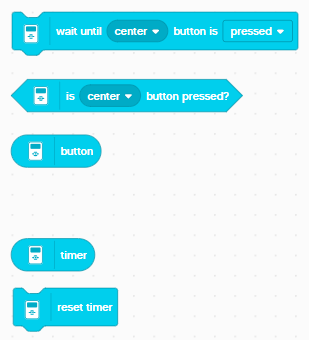 wait until center button is pressed
is center button pressed?
button
timer
reset timer